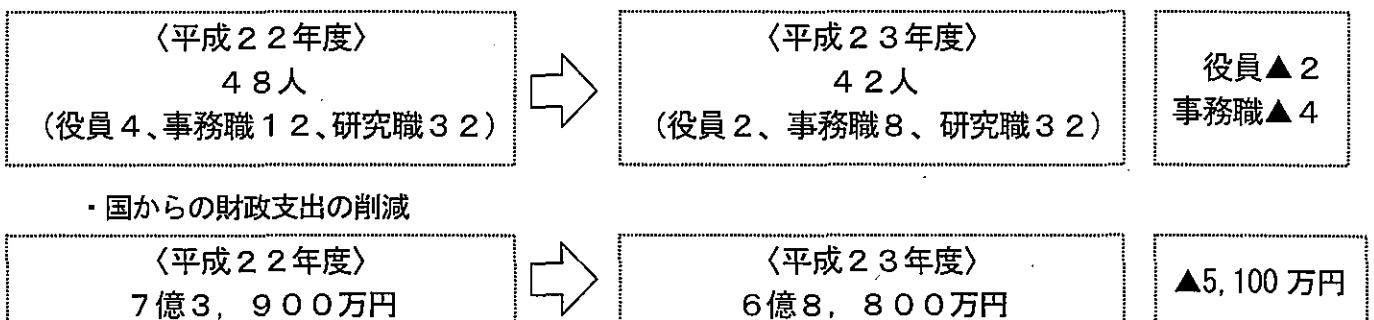 〈平成２２年度〉
４８人
（役員４、事務職１２、研究職３２）
〈平成２３年度〉
４２人
（役員２、事務職８、研究職３２）
役員▲２
事務職▲４
・国からの財政支出の削減
〈平成２２年度〉
７億３，９００万円
〈平成２３年度〉
６億８，８００万円
▲5,100万円